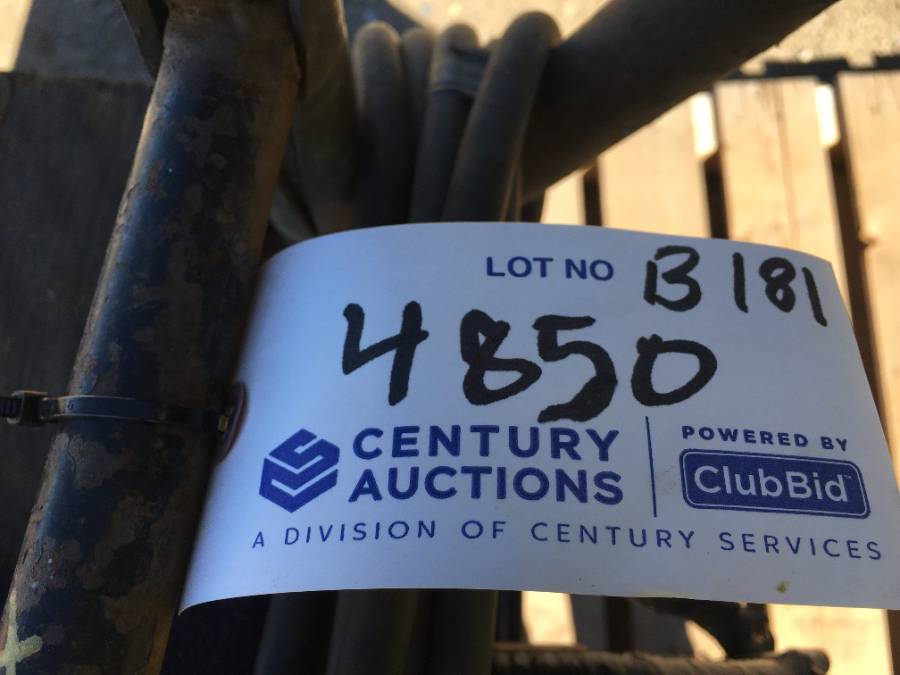 LOT NO B181
4850
CENTURY AUCTIONS
POWERED BY ClubBid
A DIVISION OF CENTURY SERVICES